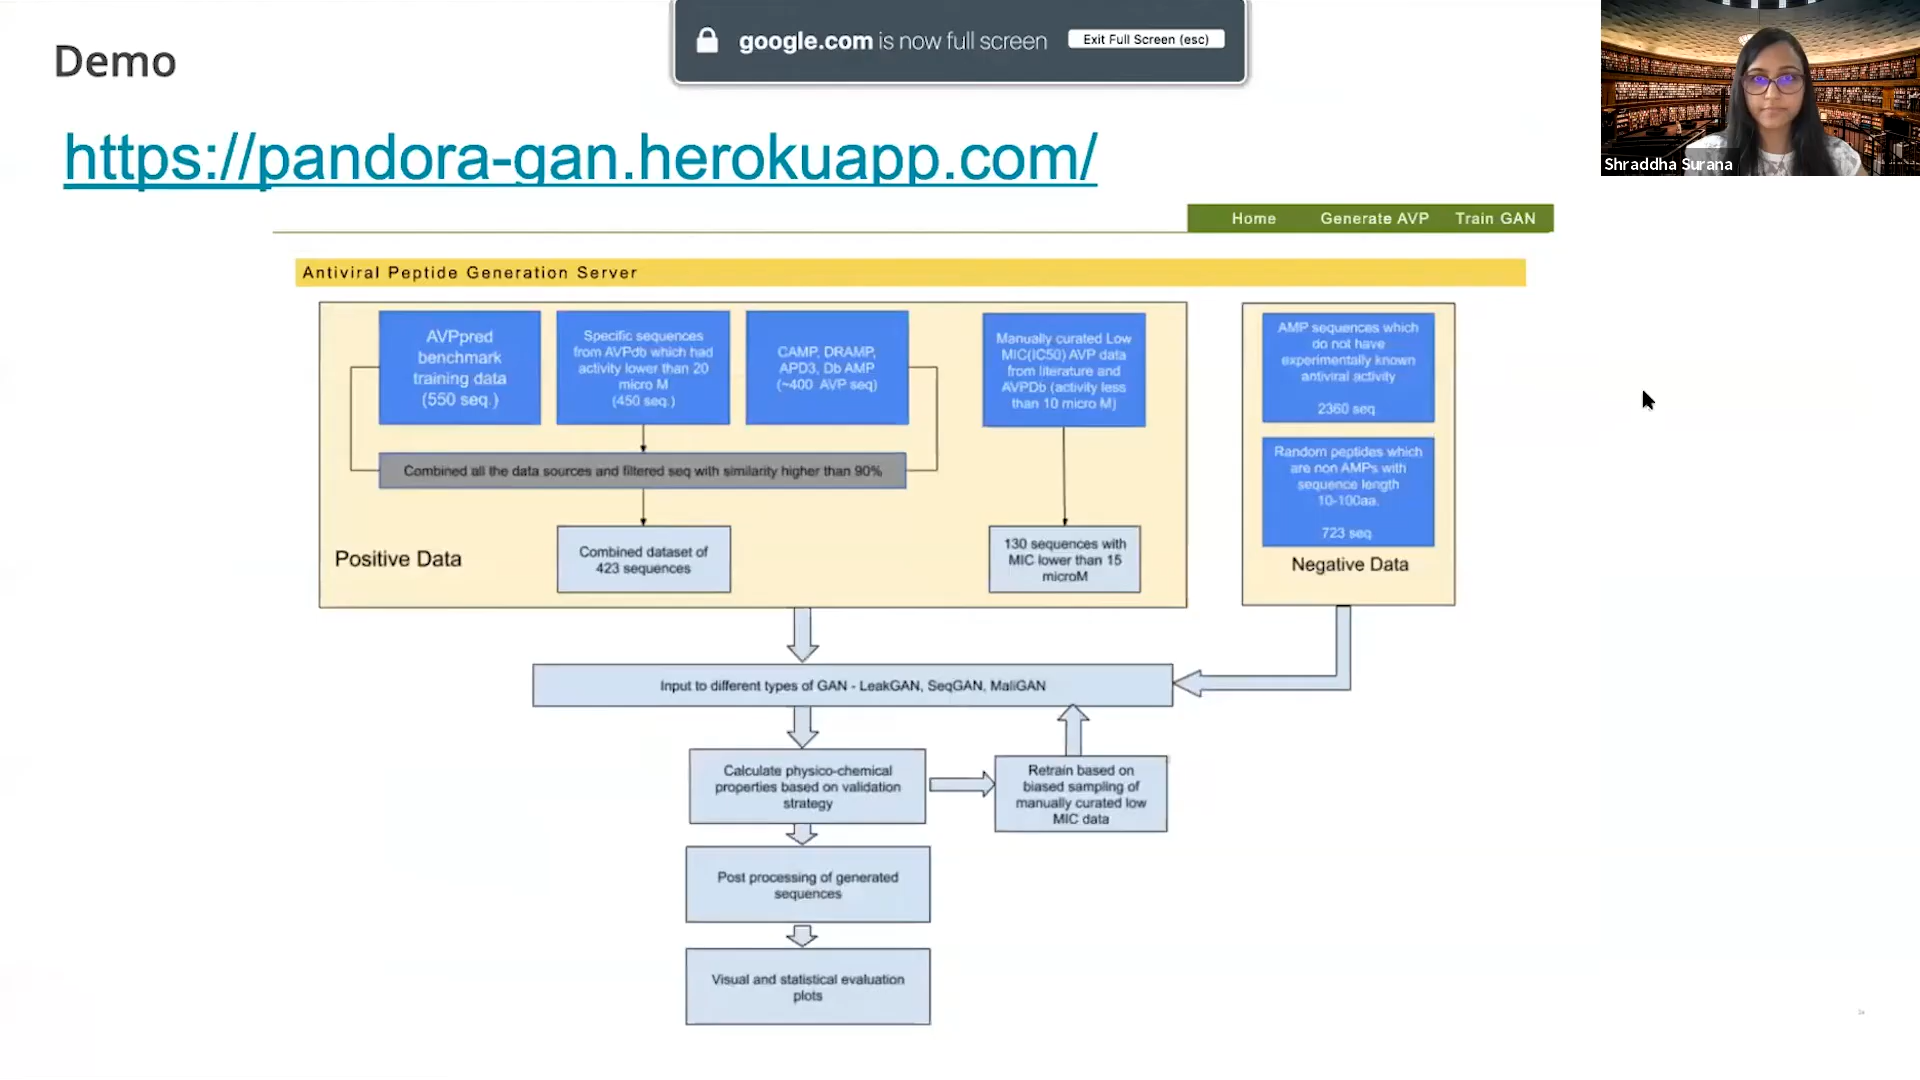 Demo
google.com is now full screen
Exit Full Screen (esc)
Shraddha Surana
https://pandora-gan.herokuapp.com/
Home
Generate AVP
Train GAN
Antiviral Peptide Generation Server
AVPpred
benchmark
training data
(550 seq.)
Specific sequences
from AVPdb which had
activity lower than 20
micro M
(450 seq.)
CAMP, DRAMP,
APD3, Db AMP
(~400 AVP seq)
Manually curated Low
MIC(IC50) AVP data
from literature and
AVPDb (activity less
than 10 micro M)
AMP sequences which
do not have
experimentally known
antiviral activity
2360 seq
Random peptides which
are non AMPs with
sequence length
10-100aa.
723 seq
Negative Data
Combined all the data sources and filtered seq with similarity higher than 90%
Positive Data
Combined dataset of
423 sequences
130 sequences with
MIC lower than 15
microM
Input to different types of GAN - LeakGAN, SeqGAN, MaliGAN
Calculate physico-chemical
properties based on validation
strategy
Retrain based on
biased sampling of
manually curated low
MIC data
Post processing of generated
sequences
Visual and statistical evaluation
plots